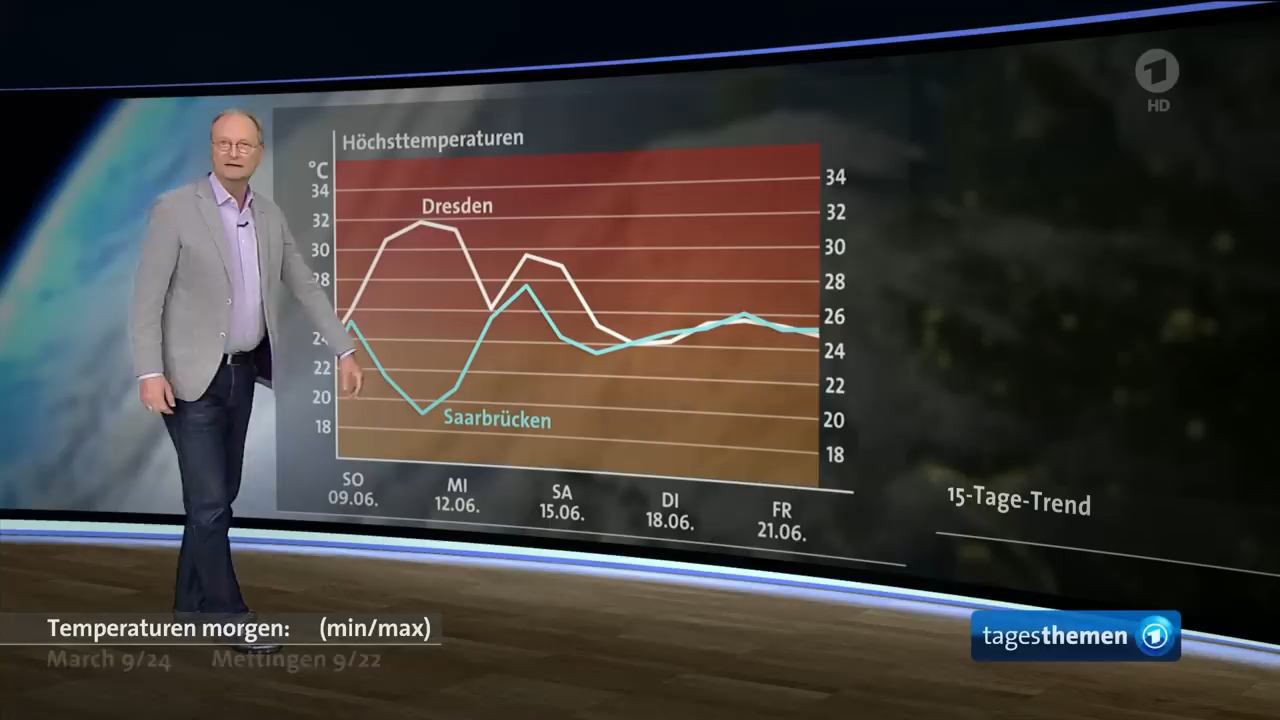 1
HD
Höchsttemperaturen
°C
34
32
30
28
24
22
20
18
34
32
30
28
26
24
22
20
18
Dresden
Saarbrücken
SO
09.06.
MI
12.06.
SA
15.06.
DI
18.06.
FR
21.06.
15-Tage-Trend
Temperaturen morgen: (min/max)
March 9/24 Mettingen 9/22
tagesthemen 1